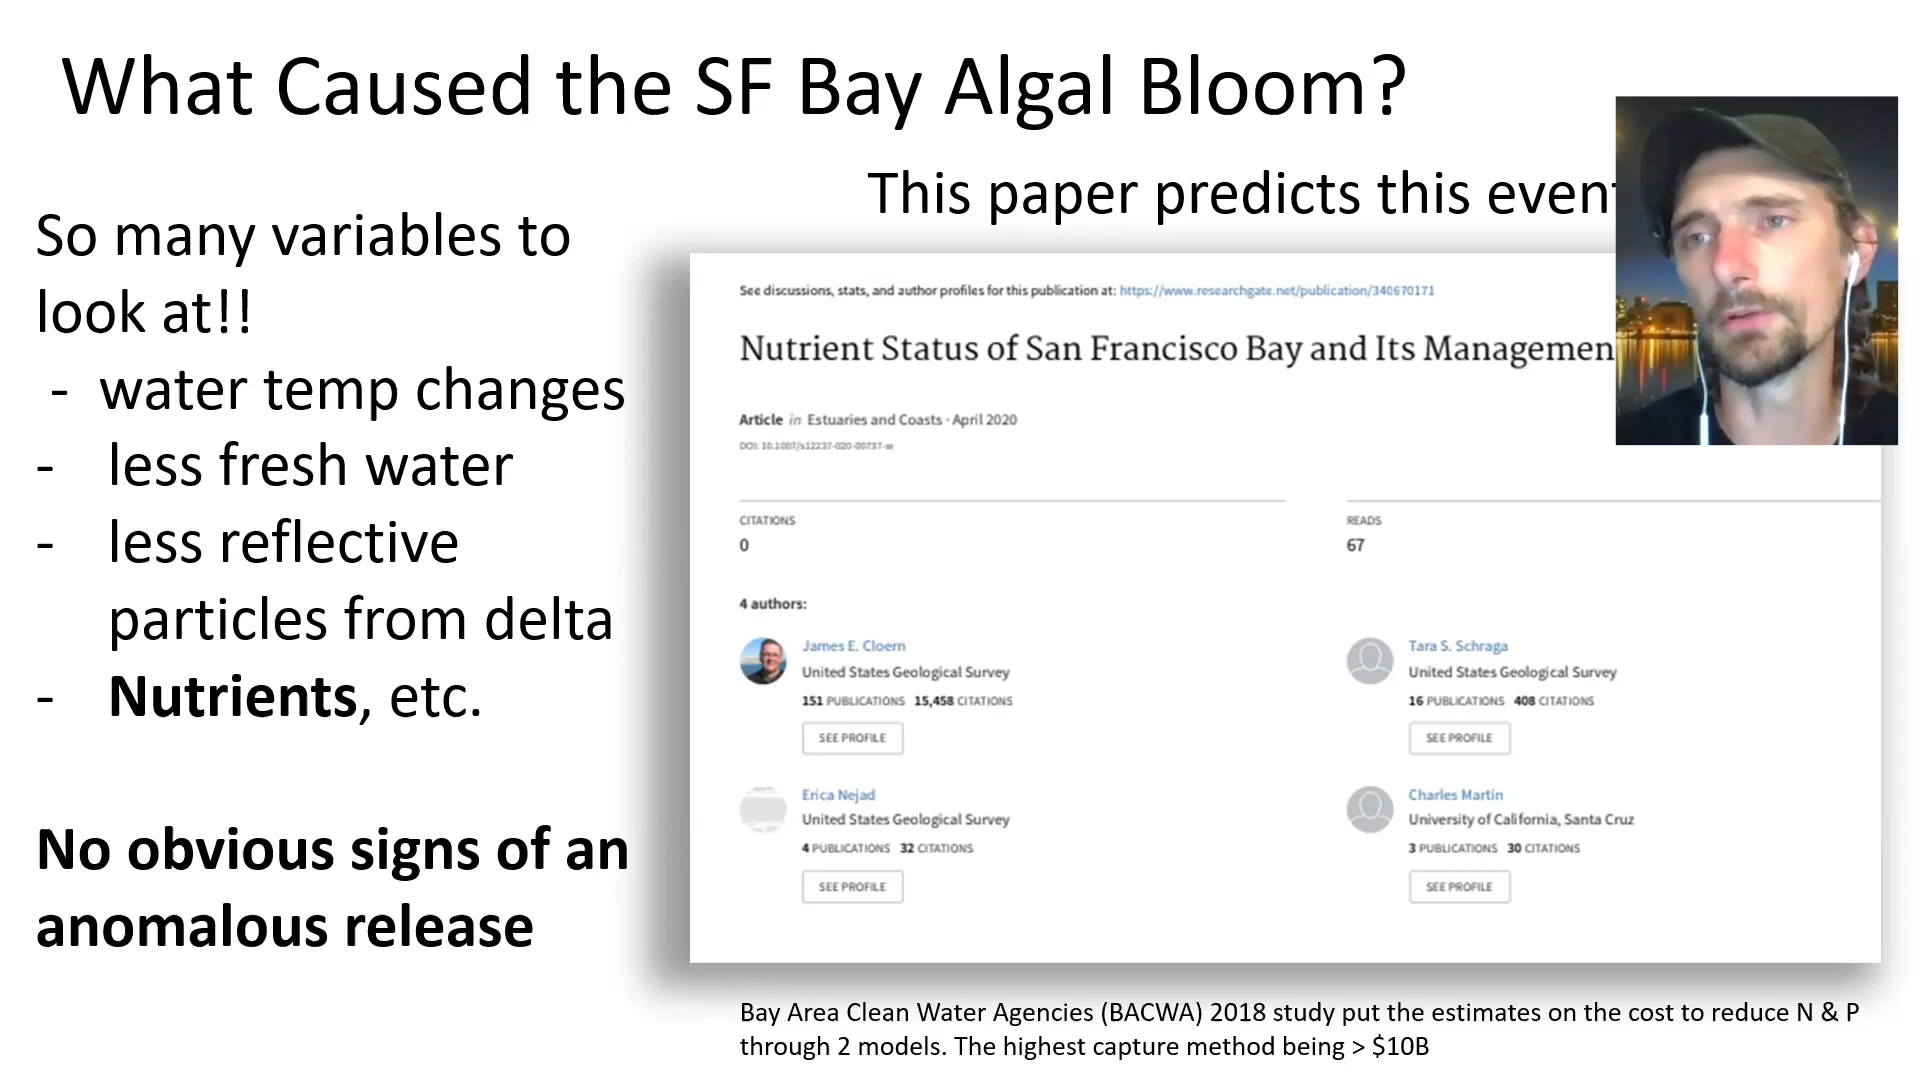 What Caused the SF Bay Algal Bloom?
This paper predicts this even
So many variables to
look at!!
- water temp changes
- less fresh water
- less reflective
particles from delta
- Nutrients, etc.
No obvious signs of an
anomalous release
See discussions, stats, and author profiles for this publication at: https://www.researchgate.net/publication/340670171
Nutrient Status of San Francisco Bay and Its Managemen
Article in Estuaries and Coasts · April 2020
DOI: 10.1007/s12237-020-00737-w
CITATIONS
0
READS
67
4 authors:
James E. Cloern
United States Geological Survey
151 PUBLICATIONS 15,458 CITATIONS
SEE PROFILE
Tara S. Schraga
United States Geological Survey
16 PUBLICATIONS 408 CITATIONS
SEE PROFILE
Erica Nejad
United States Geological Survey
4 PUBLICATIONS 32 CITATIONS
SEE PROFILE
Charles Martin
University of California, Santa Cruz
3 PUBLICATIONS 30 CITATIONS
SEE PROFILE
Bay Area Clean Water Agencies (BACWA) 2018 study put the estimates on the cost to reduce N & P
through 2 models. The highest capture method being > $10B